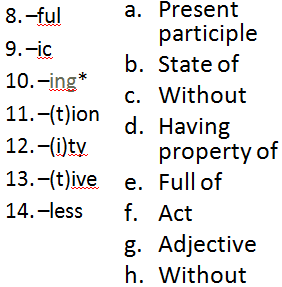 8. –ful
9. –ic
10. –ing*
11. –(t)ion
12. –(i)ty
13. –(t)ive
14. –less
a. Present
participle
b. State of
c. Without
d. Having
property of
e. Full of
f. Act
g. Adjective
h. Without